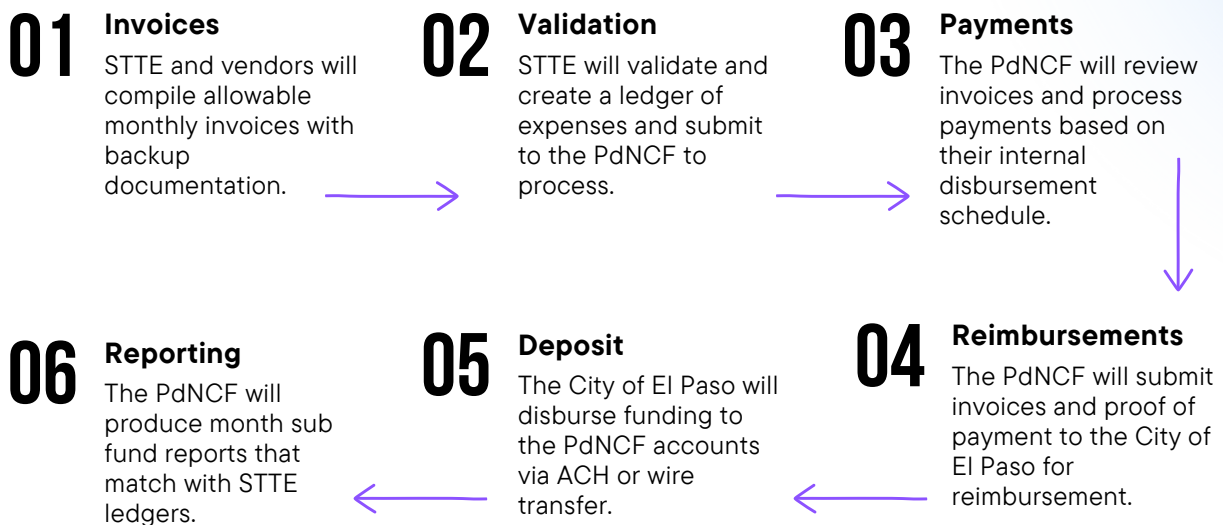 01
Invoices
STTE and vendors will
compile allowable
monthly invoices with
backup
documentation.
02
Validation
STTE will validate and
create a ledger of
expenses and submit
to the PdNCF to
process.
03
Payments
The PdNCF will review
invoices and process
payments based on
their internal
disbursement
schedule.
04
Reimbursements
The PdNCF will submit
invoices and proof of
payment to the City of
El Paso for
reimbursement.
05
Deposit
The City of El Paso will
disburse funding to
the PdNCF accounts
via ACH or wire
transfer.
06
Reporting
The PdNCF will
produce month sub
fund reports that
match with STTE
ledgers.